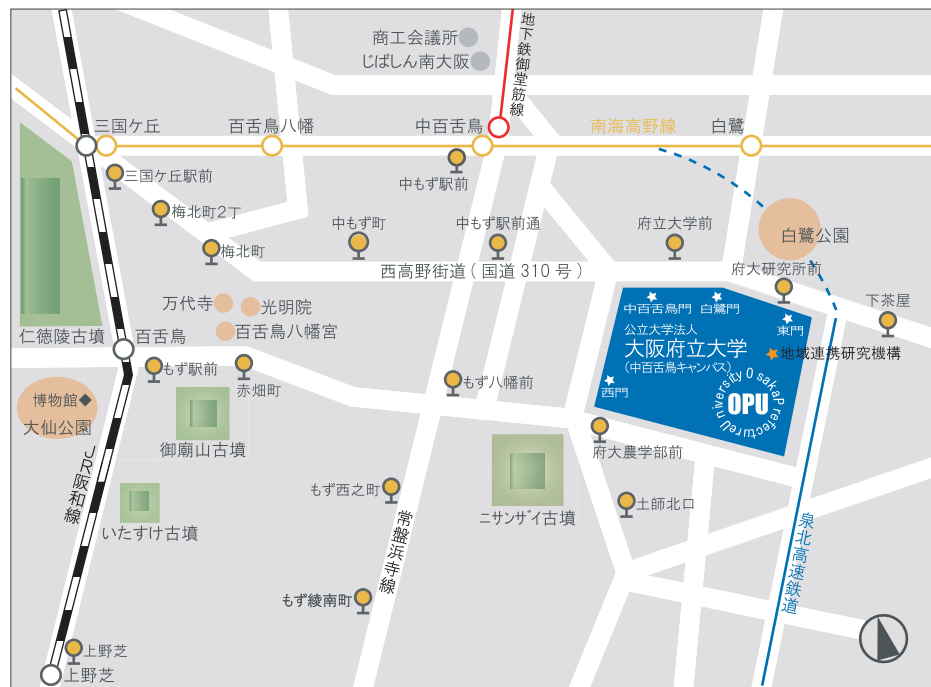 商工会議所
じばしん南大阪
地下鉄御堂筋線
三国ケ丘
百舌鳥八幡
中百舌鳥
南海高野線
白鷺
三国ケ丘駅前
中もず駅前
梅北町2丁
梅北町
中もず町
中もず駅前通
府立大学前
白鷺公園
西高野街道(国道310号)
府大研究所前
下茶屋
万代寺
光明院
百舌鳥八幡宮
仁徳陵古墳
百舌鳥
中百舌鳥門
白鷺門
東門
公立大学法人
大阪府立大学
(中百舌鳥キャンパス)
地域連携研究機構
西門
OPU
Osaka Prefecture University
もず駅前
赤畑町
もず八幡前
博物館
大仙公園
御廟山古墳
府大農学部前
JR阪和線
いたすけ古墳
もず西之町
ニサンザイ古墳
土師北口
常盤浜寺線
泉北高速鉄道
もず綾南町
上野芝
上野芝